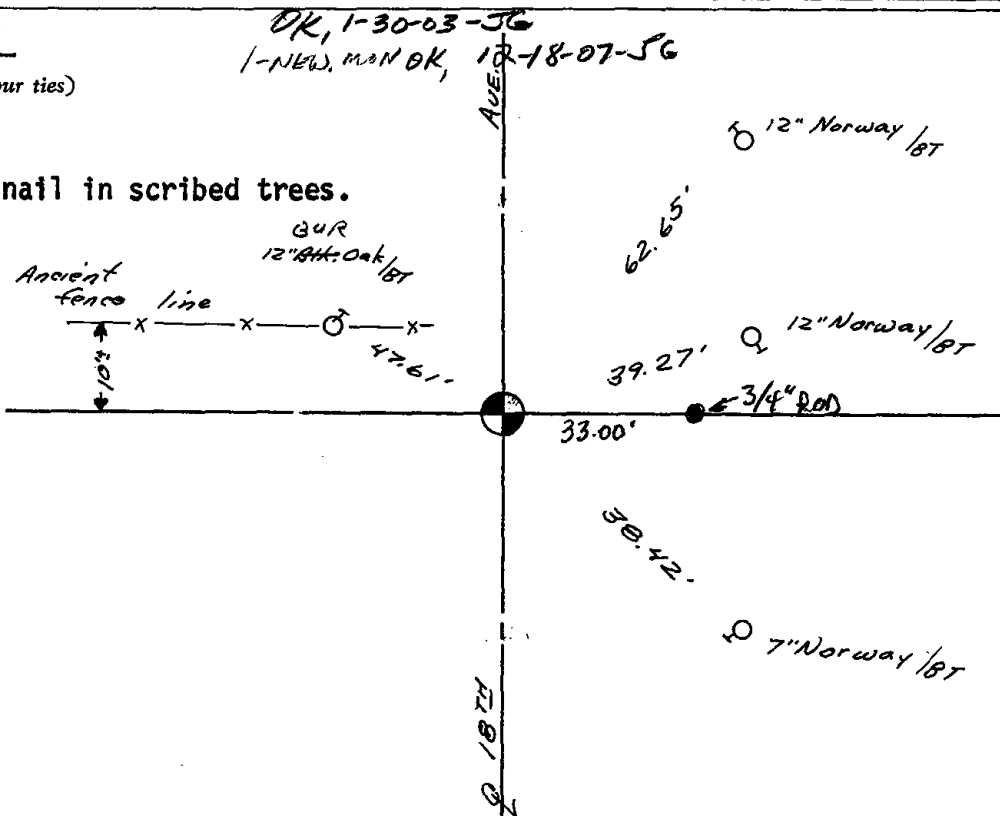 OK, 1-30-03-JG
1-NEW. MON OK, 12-18-07-JG
our ties)
AVE.
12" Norway /BT
nail in scribed trees.
62.65'
BUR
12" Oak/BT
Ancient
fence line
12" Norway/BT
47.61'
39.27'
10'±
3/4" ROD
33.00'
38.42'
7" Norway /BT
℄ 18TH